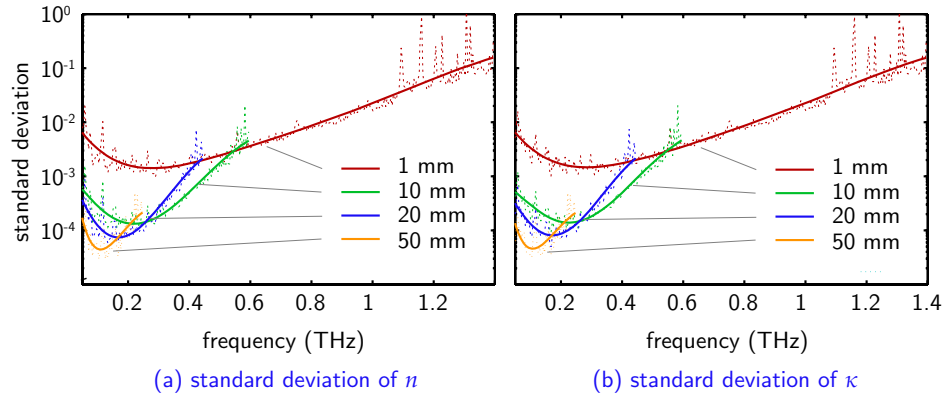 standard deviation
10^0
10^-1
10^-2
10^-3
10^-4
0.2 0.4 0.6 0.8 1 1.2
frequency (THz)
1 mm
10 mm
20 mm
50 mm
(a) standard deviation of n
0.2 0.4 0.6 0.8 1 1.2 1.4
frequency (THz)
1 mm
10 mm
20 mm
50 mm
(b) standard deviation of κ